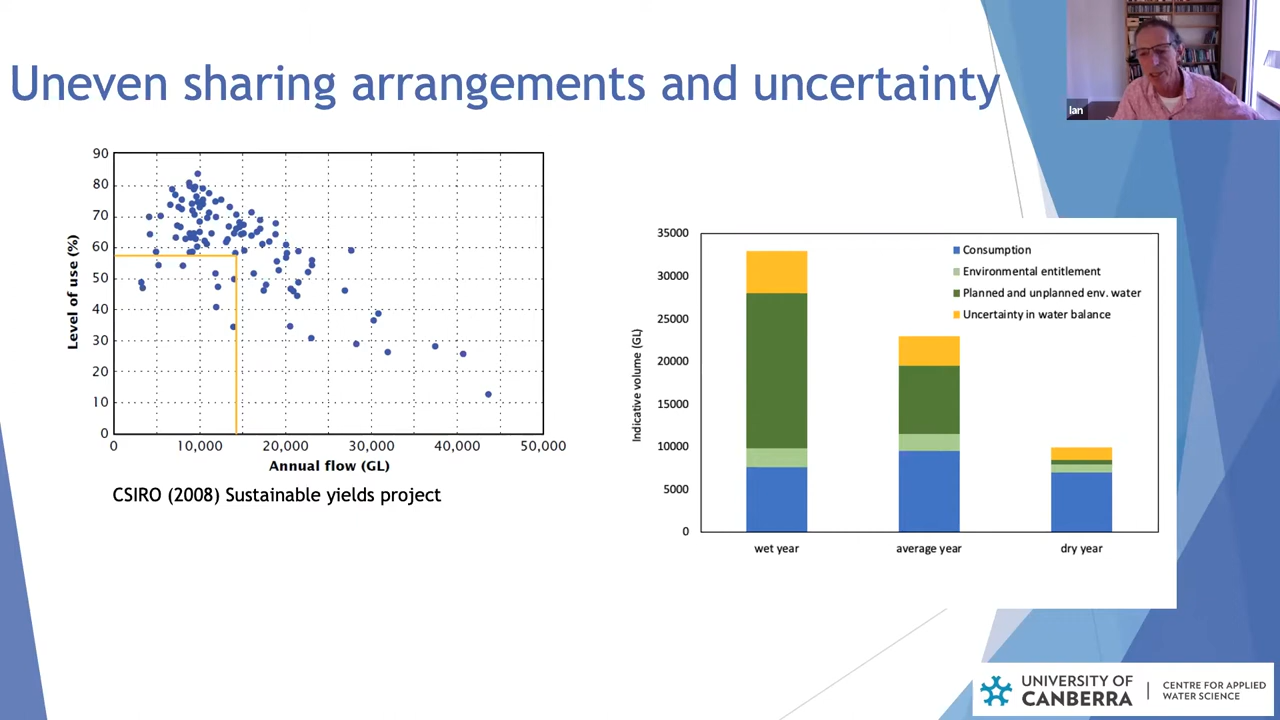 Uneven sharing arrangements and uncertainty
Ian
90
80
70
60
50
40
30
20
10
0
Level of use (%)
0 10,000 20,000 30,000 40,000 50,000
Annual flow (GL)
CSIRO (2008) Sustainable yields project
35000
30000
25000
20000
15000
10000
5000
0
Indicative volume (GL)
Consumption
Environmental entitlement
Planned and unplanned env. water
Uncertainty in water balance
wet year average year dry year
UNIVERSITY OF
CANBERRA
CENTRE FOR APPLIED
WATER SCIENCE